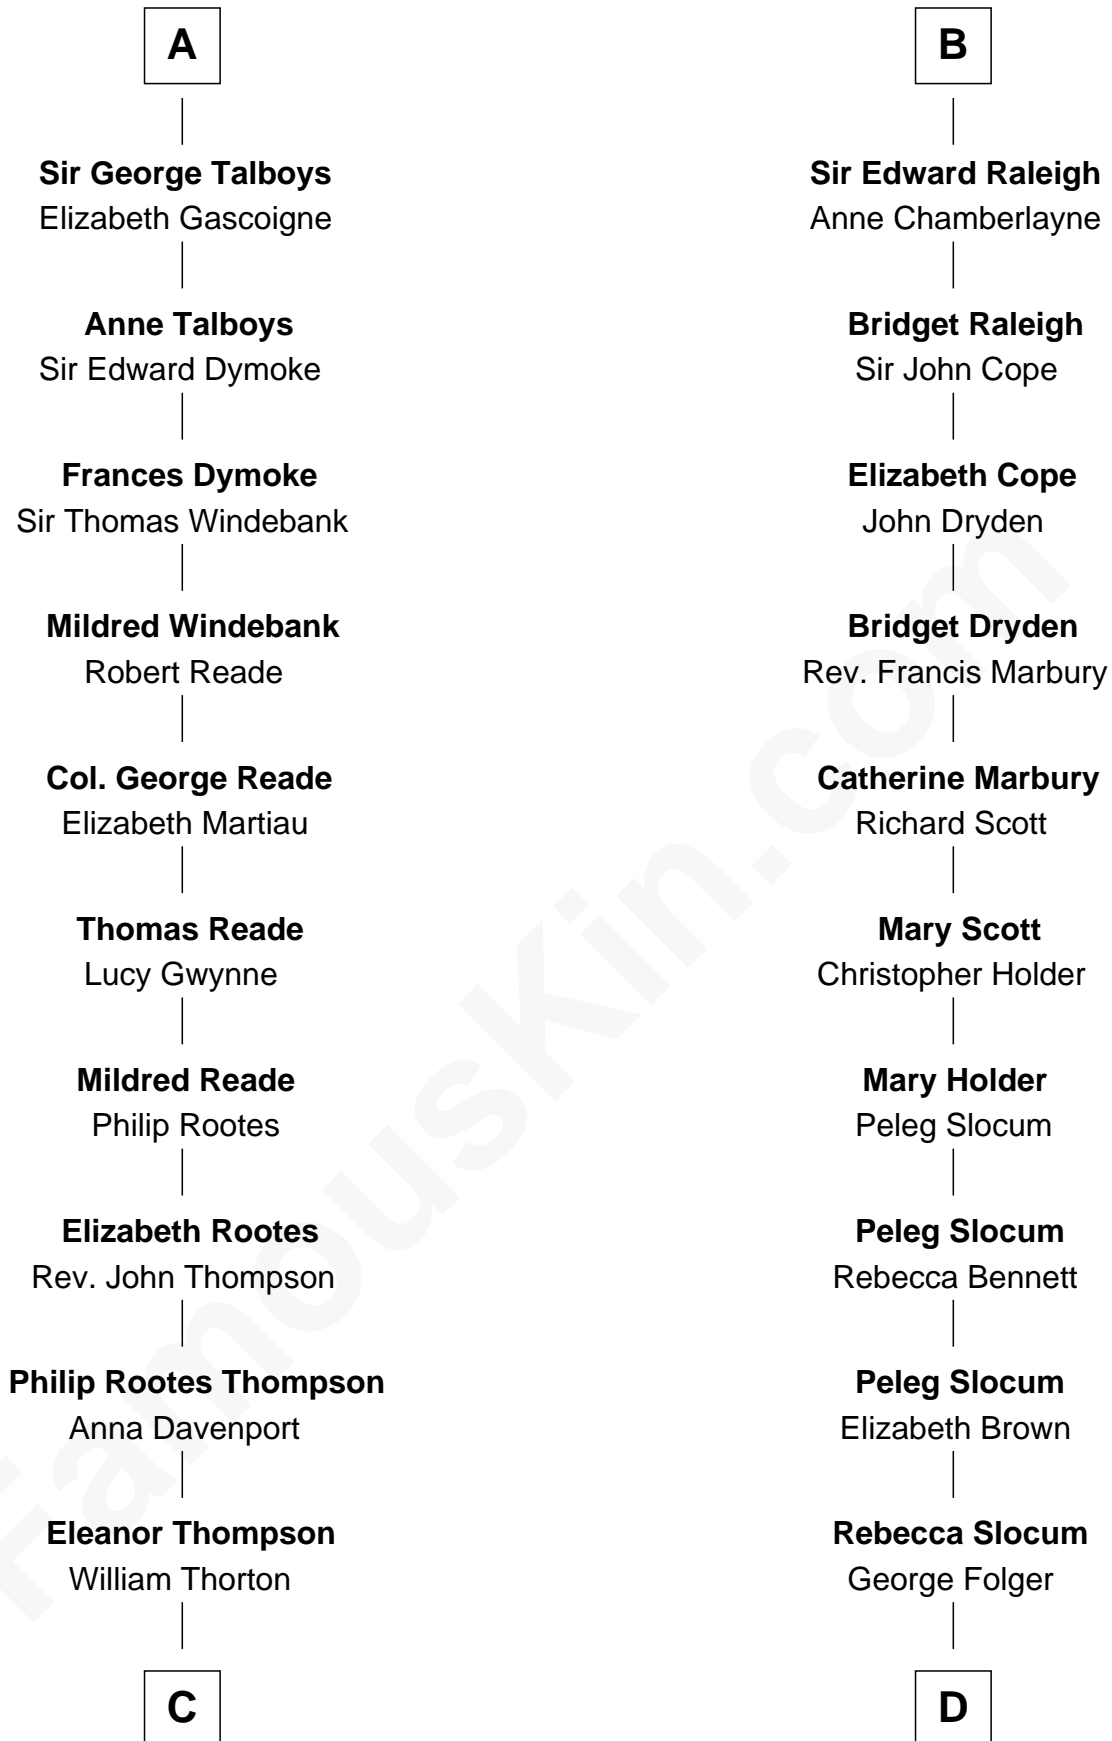 A
Sir George Talboys
Elizabeth Gascoigne
Anne Talboys
Sir Edward Dymoke
Frances Dymoke
Sir Thomas Windebank
Mildred Windebank
Robert Reade
Col. George Reade
Elizabeth Martiau
Thomas Reade
Lucy Gwynne
Mildred Reade
Philip Rootes
Elizabeth Rootes
Rev. John Thompson
Philip Rootes Thompson
Anna Davenport
Eleanor Thompson
William Thorton
C
B
Sir Edward Raleigh
Anne Chamberlayne
Bridget Raleigh
Sir John Cope
Elizabeth Cope
John Dryden
Bridget Dryden
Rev. Francis Marbury
Catherine Marbury
Richard Scott
Mary Scott
Christopher Holder
Mary Holder
Peleg Slocum
Peleg Slocum
Rebecca Bennett
Peleg Slocum
Elizabeth Brown
Rebecca Slocum
George Folger
D
FamousKin.com